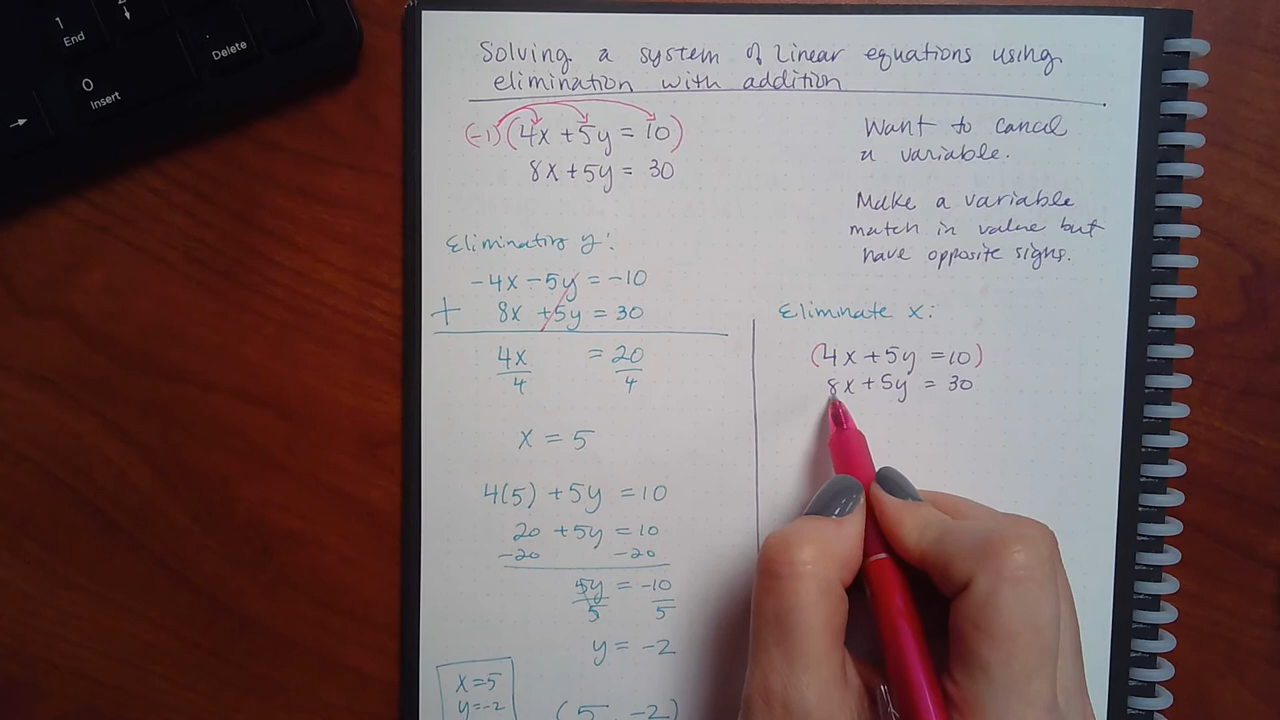 1
End
↓
.
Delete
0
Insert
→
Solving a system of linear equations using
elimination with addition
(-1)(4x + 5y = 10)
8x + 5y = 30
Want to cancel
a variable.
Make a variable
match in value but
have opposite signs.
Eliminating y:
-4x - 5y = -10
+ 8x + 5y = 30
4x = 20
4 4
x = 5
4(5) + 5y = 10
20 + 5y = 10
-20 -20
5y = -10
5 5
y = -2
x = 5
y = -2
(5, -2)
Eliminate x:
(4x + 5y = 10)
8x + 5y = 30